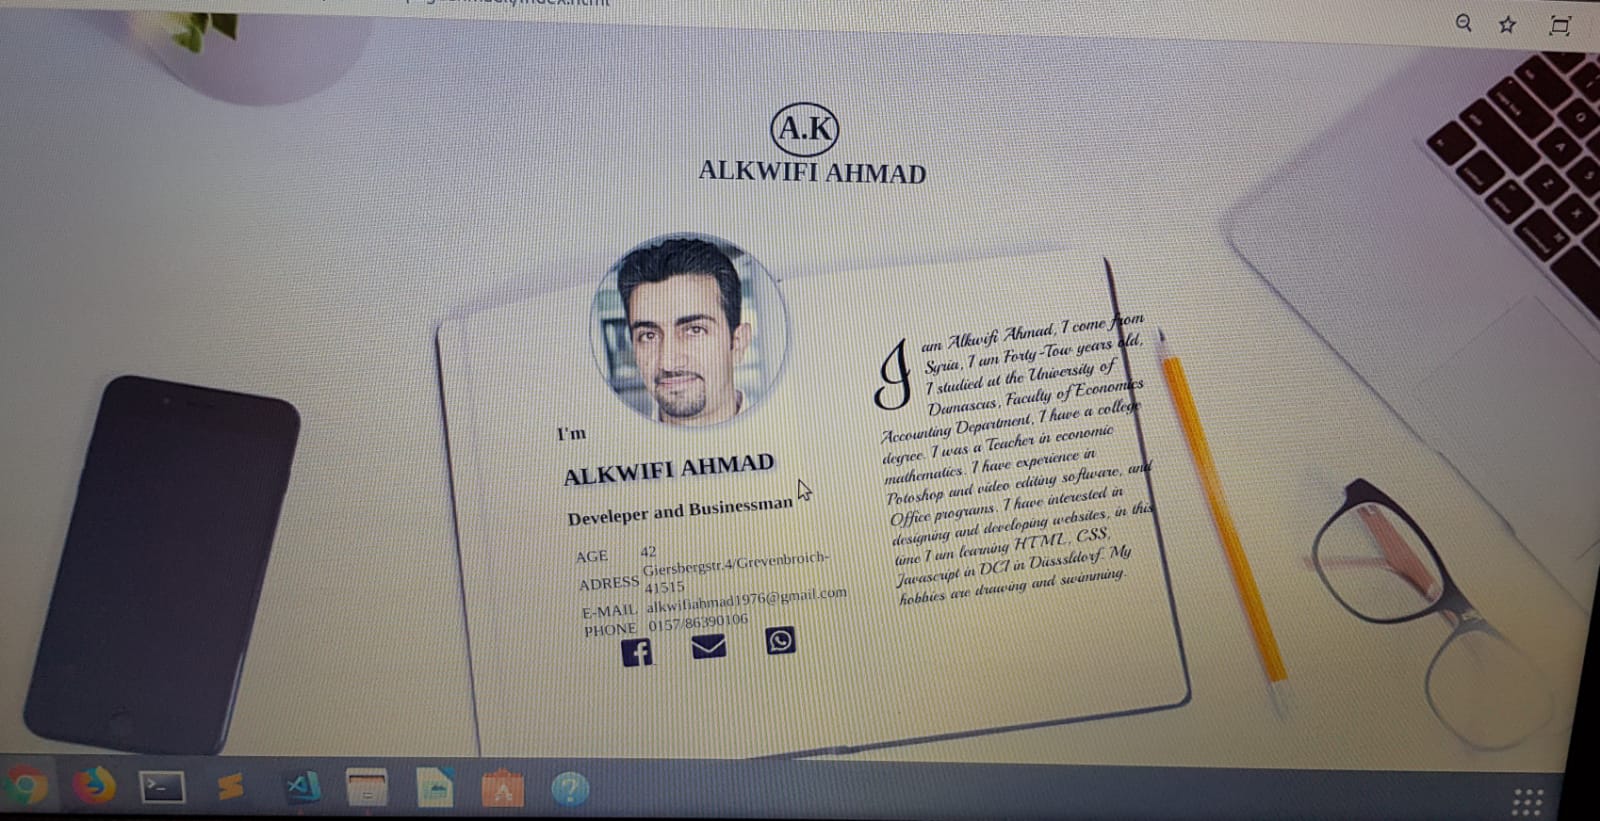 index.html
A.K
ALKWIFI AHMAD
I'm
ALKWIFI AHMAD
Develeper and Businessman
AGE 42
ADRESS Giersbergstr.4/Grevenbroich-
41515
E-MAIL alkwifiahmad1976@gmail.com
PHONE 0157/86390106
I am Alkwifi Ahmad, I come from
Syria, I am Forty-Tow years old,
I studied at the University of
Damascus, Faculty of Economics
Accounting Department, I have a college
degree. I was a Teacher in economic
mathematics. I have experience in
Potoshop and video editing software, and
Office programs. I have interested in
designing and developing websites, in this
time I am learning HTML, CSS,
Javascript in DCI in Düsssldorf. My
hobbies are drawing and swimming.